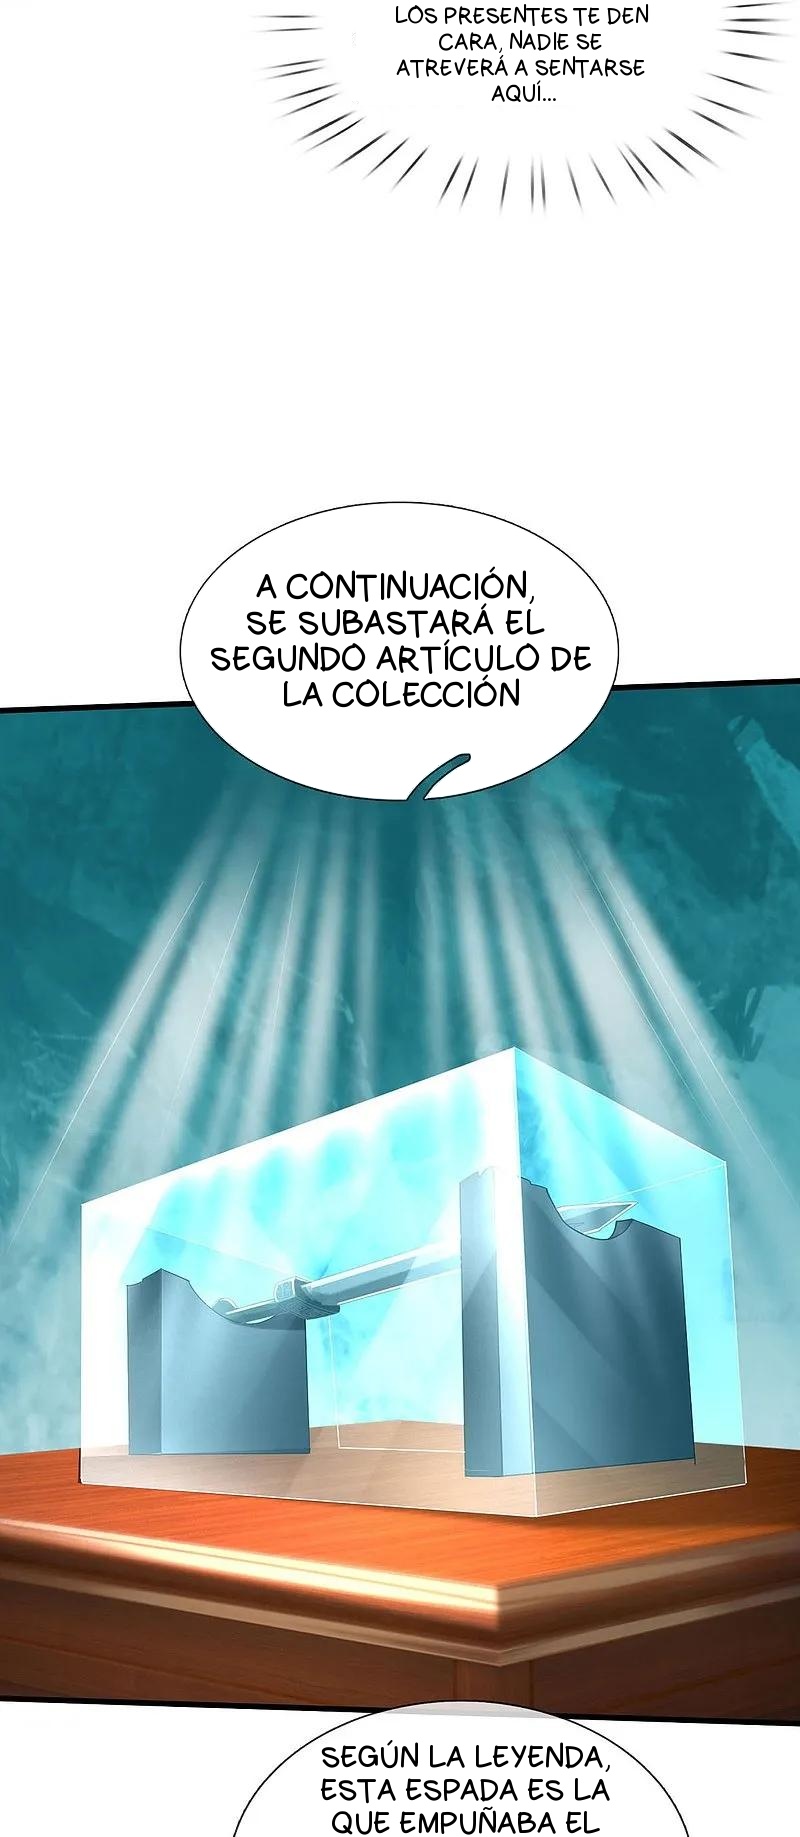 LOS PRESENTES TE DEN
CARA, NADIE SE
ATREVERÁ A SENTARSE
AQUÍ...
A CONTINUACIÓN,
SE SUBASTARÁ EL
SEGUNDO ARTÍCULO DE
LA COLECCIÓN
SEGÚN LA LEYENDA,
ESTA ESPADA ES LA
QUE EMPUÑABA EL